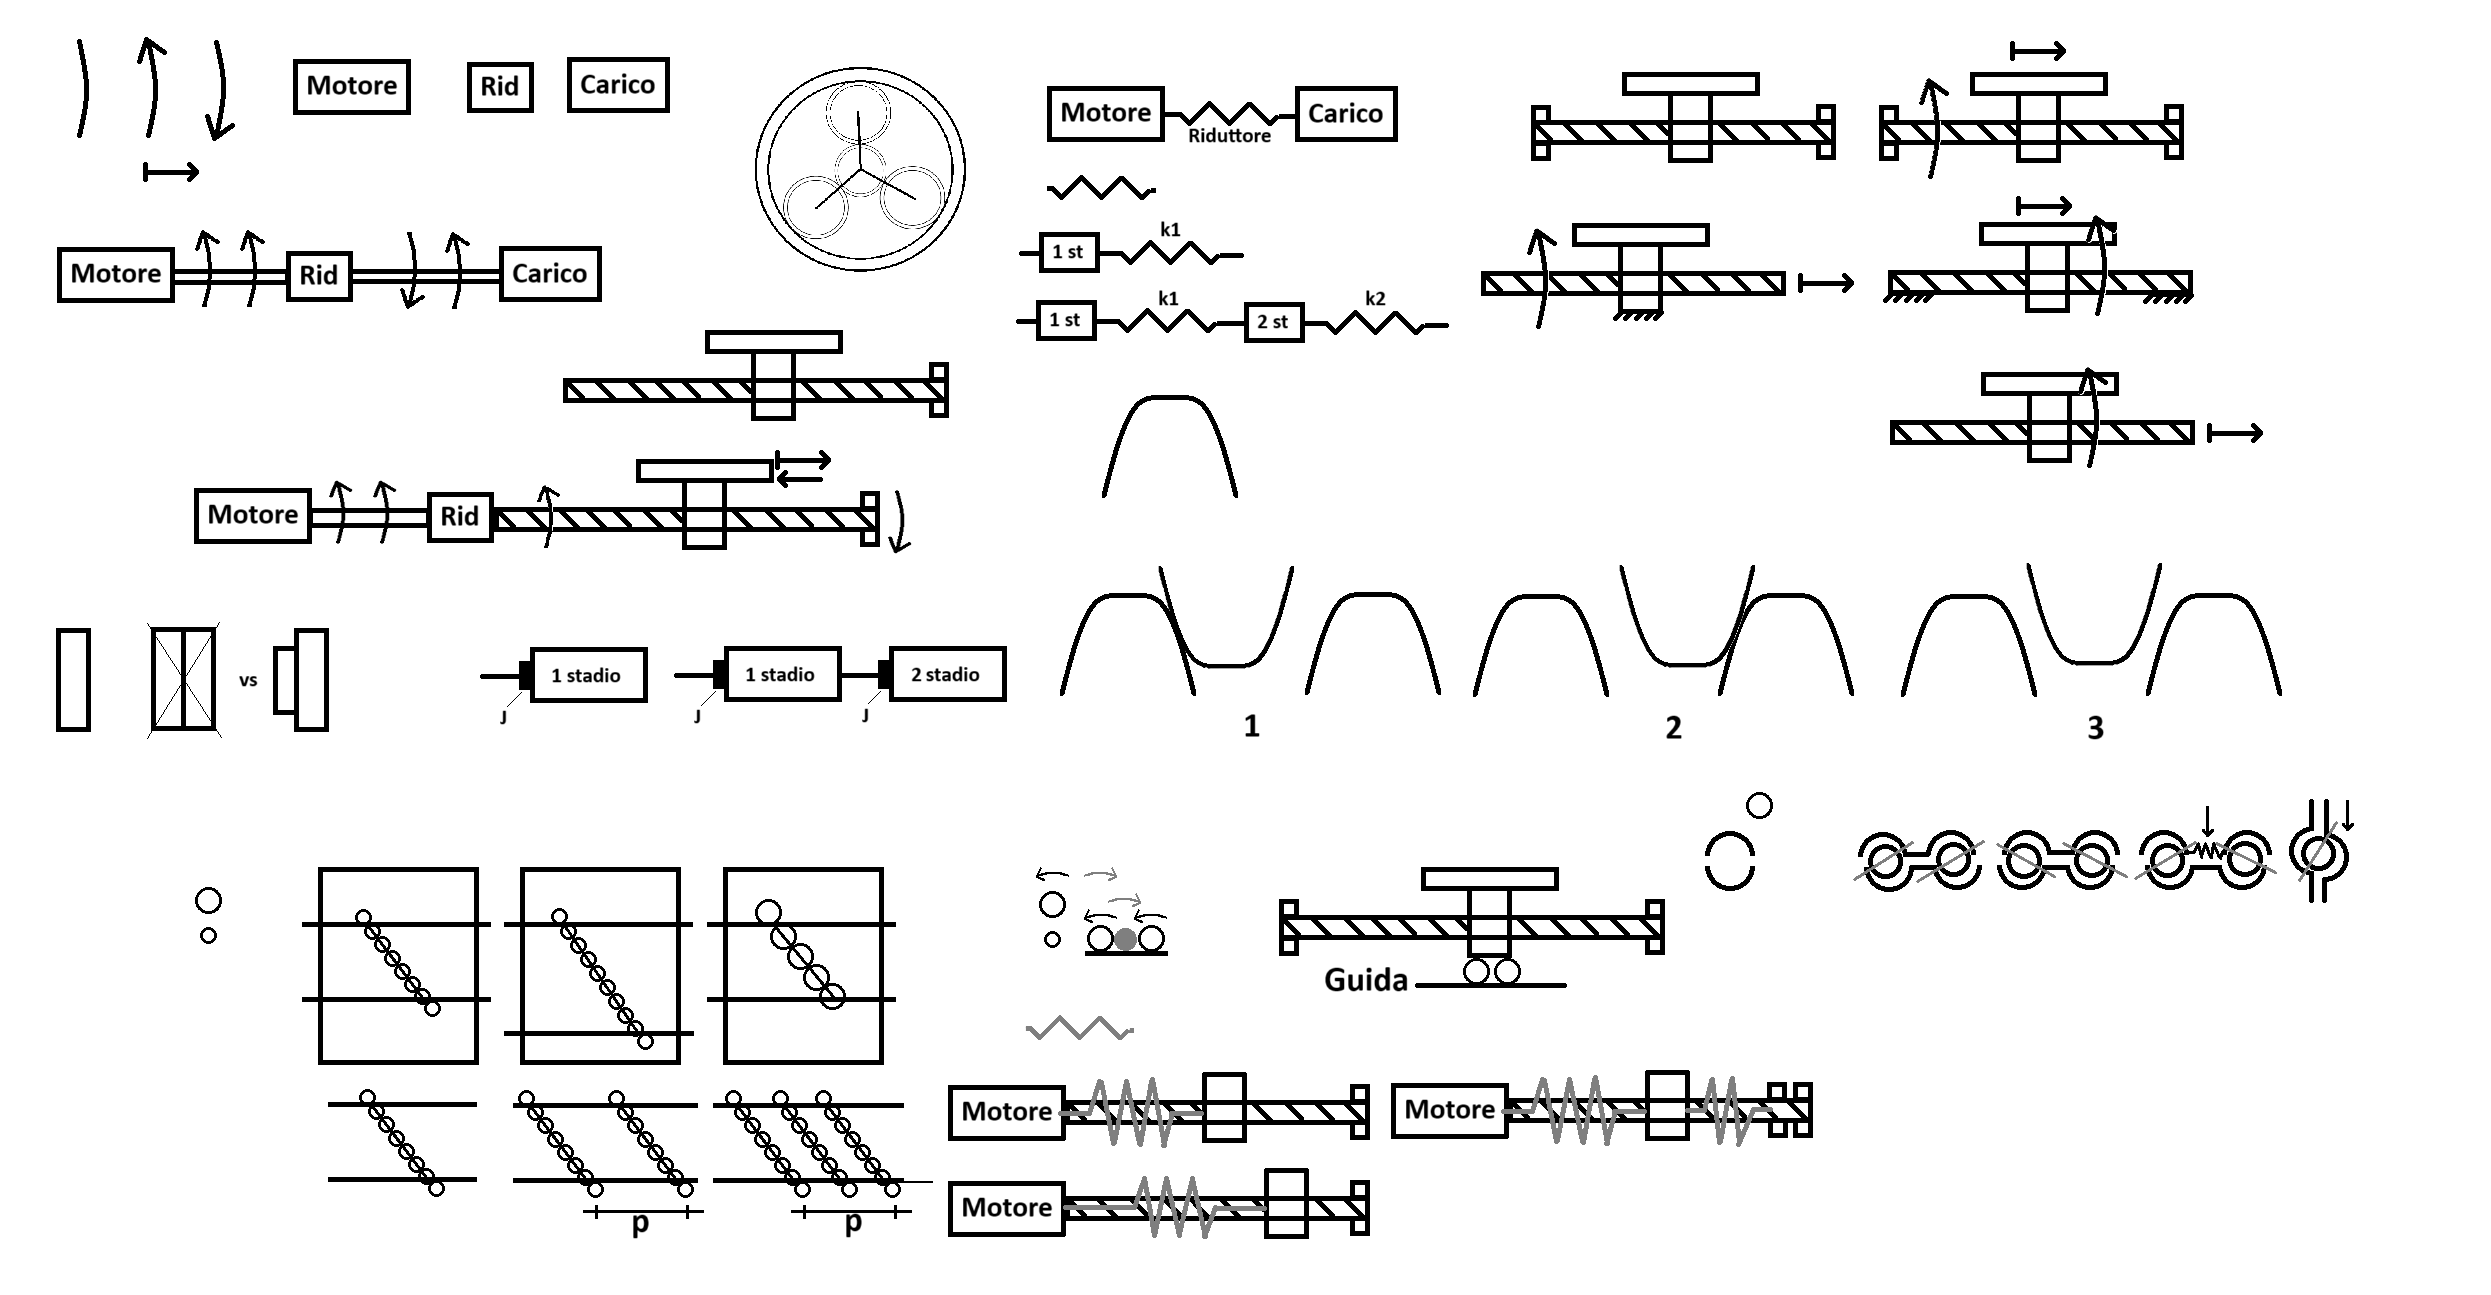 Motore
Rid
Carico
Motore
Riduttore
Carico
k1
1 st
Motore
Rid
Carico
k1
k2
1 st
2 st
Motore
Rid
vs
1 stadio
J
1 stadio
2 stadio
J
J
1
2
3
Guida
Motore
Motore
p
p
Motore